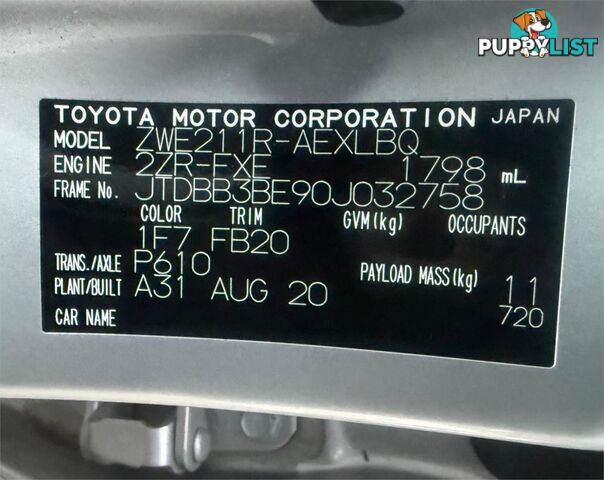 PUPPYLIST
TOYOTA MOTOR CORPORATION JAPAN
MODEL ZWE211R-AEXLBQ
ENGINE 2ZR-FXE 1798 mL
FRAME No. JTDBB3BE90J032758
COLOR TRIM GVM(kg) OCCUPANTS
1F7 FB20
TRANS./AXLE P610 PAYLOAD MASS(kg)
PLANT/BUILT A31 AUG 20 11
CAR NAME 720